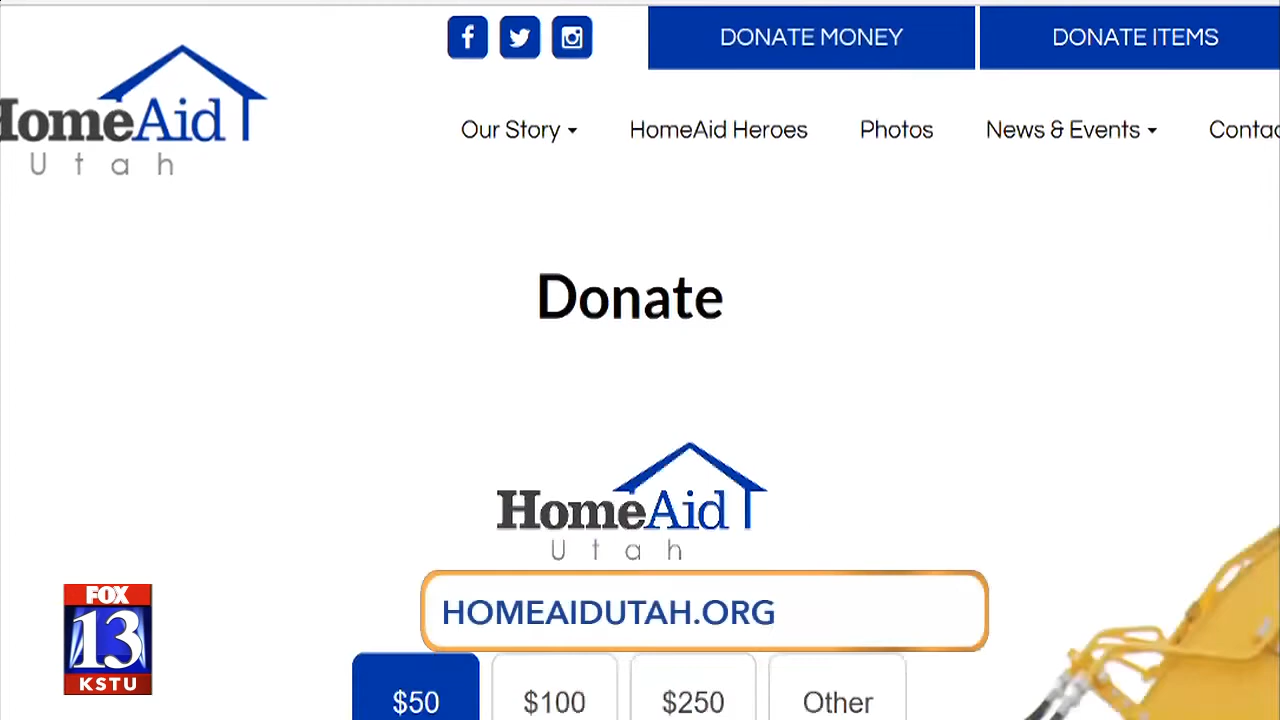 DONATE MONEY
DONATE ITEMS
HomeAid
Utah
Our Story
HomeAid Heroes
Photos
News & Events
Contac
Donate
HomeAid
Utah
HOMEAIDUTAH.ORG
FOX
13
KSTU
$50
$100
$250
Other